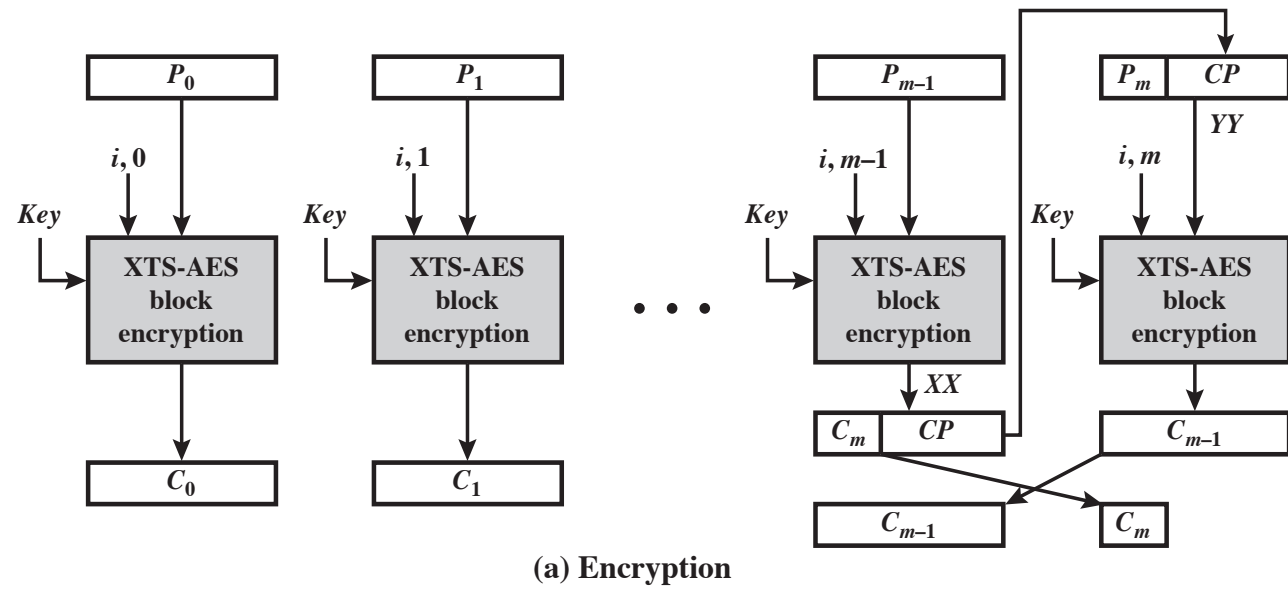 P0 P1 Pm–1 Pm CP
YY
i, 0 i, 1 i, m–1 i, m
Key Key Key Key
XTS-AES XTS-AES XTS-AES XTS-AES
block block block block
encryption encryption • • • encryption encryption
XX
Cm CP Cm–1
C0 C1
Cm–1 Cm
(a) Encryption